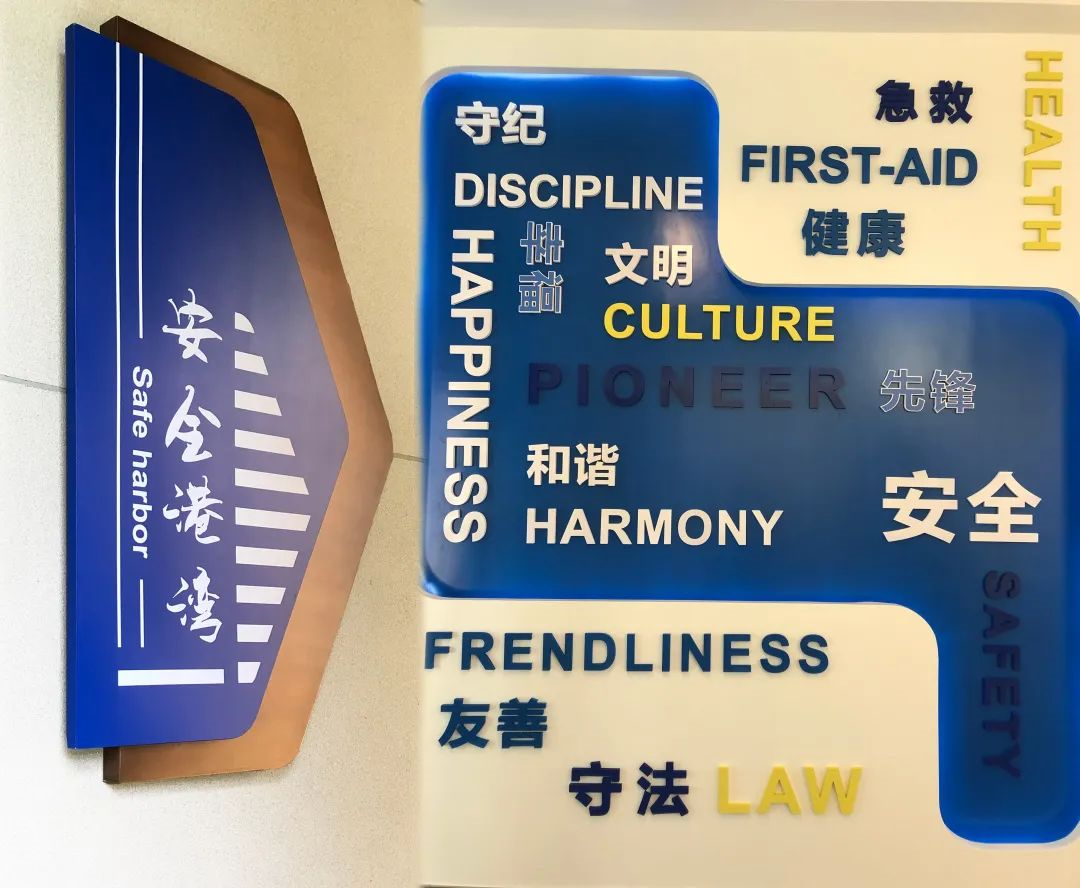 安全港湾
Safe harbor
守纪
DISCIPLINE
HAPPINESS
幸福
文明
CULTURE
PIONEER
先锋
和谐
HARMONY
安全
SAFETY
急救
FIRST-AID
健康
HEALTH
FRENDLINESS
友善
守法 LAW